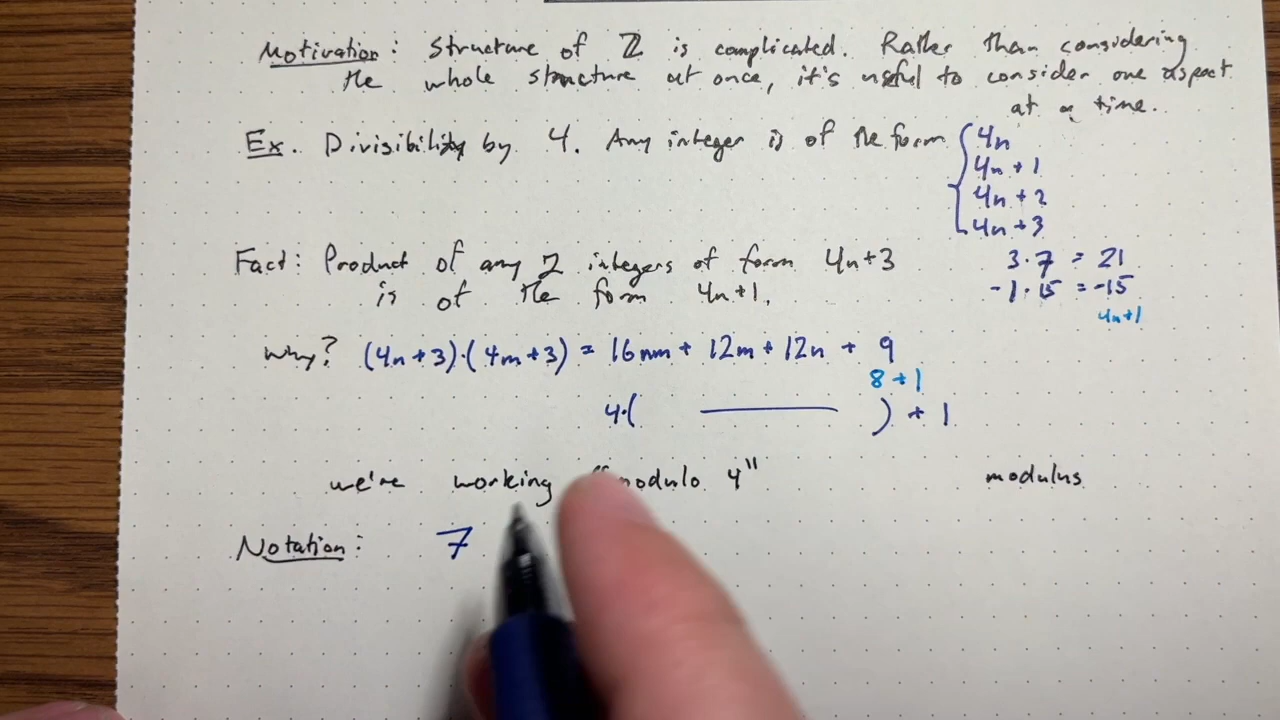 Motivation: Structure of ℤ is complicated. Rather than considering
the whole structure at once, it's useful to consider one aspect
at a time.
Ex. Divisibility by 4. Any integer is of the form { 4n
4n + 1
4n + 2
4n + 3
Fact: Product of any 2 integers of form 4n+3
is of the form 4n+1.
3·7 = 21
-1·15 = -15
4n+1
Why? (4n+3)·(4m+3) = 16nm + 12m + 12n + 9
8 + 1
4·( ——— ) + 1
we're working "modulo 4"
modulus
Notation: 7